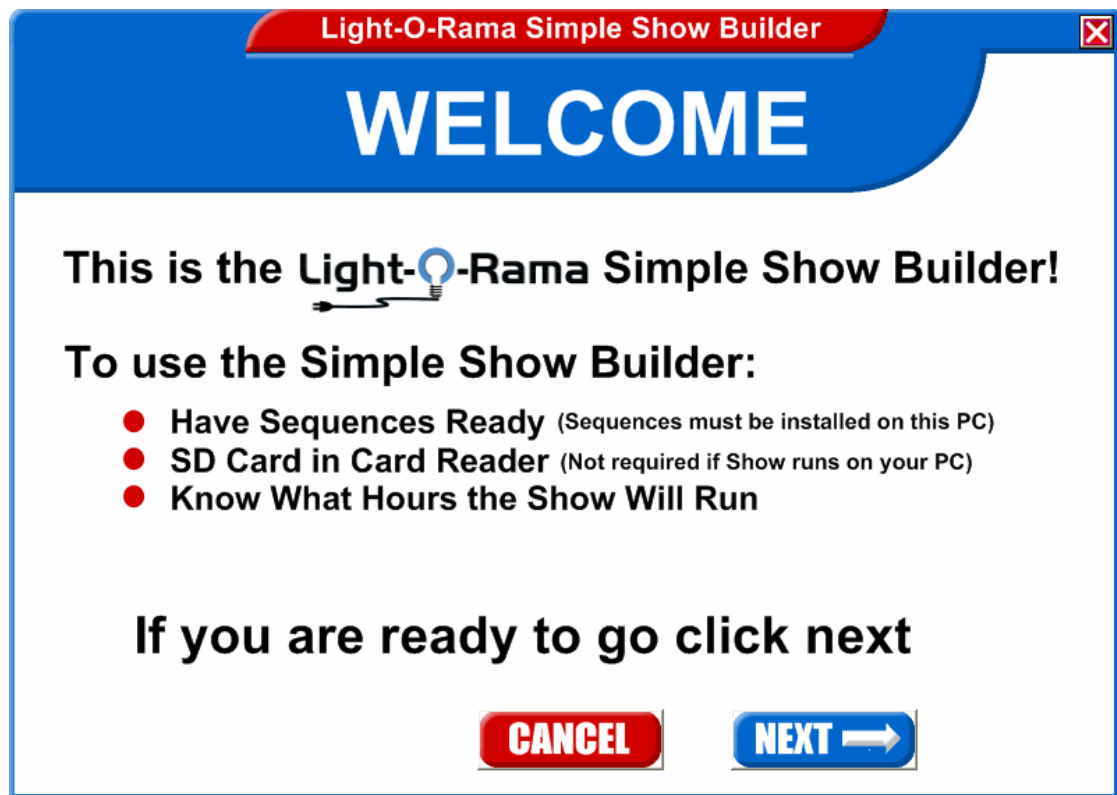 Light-O-Rama Simple Show Builder
WELCOME
This is the Light-O-Rama Simple Show Builder!
To use the Simple Show Builder:
Have Sequences Ready (Sequences must be installed on this PC)
SD Card in Card Reader (Not required if Show runs on your PC)
Know What Hours the Show Will Run
If you are ready to go click next
CANCEL NEXT